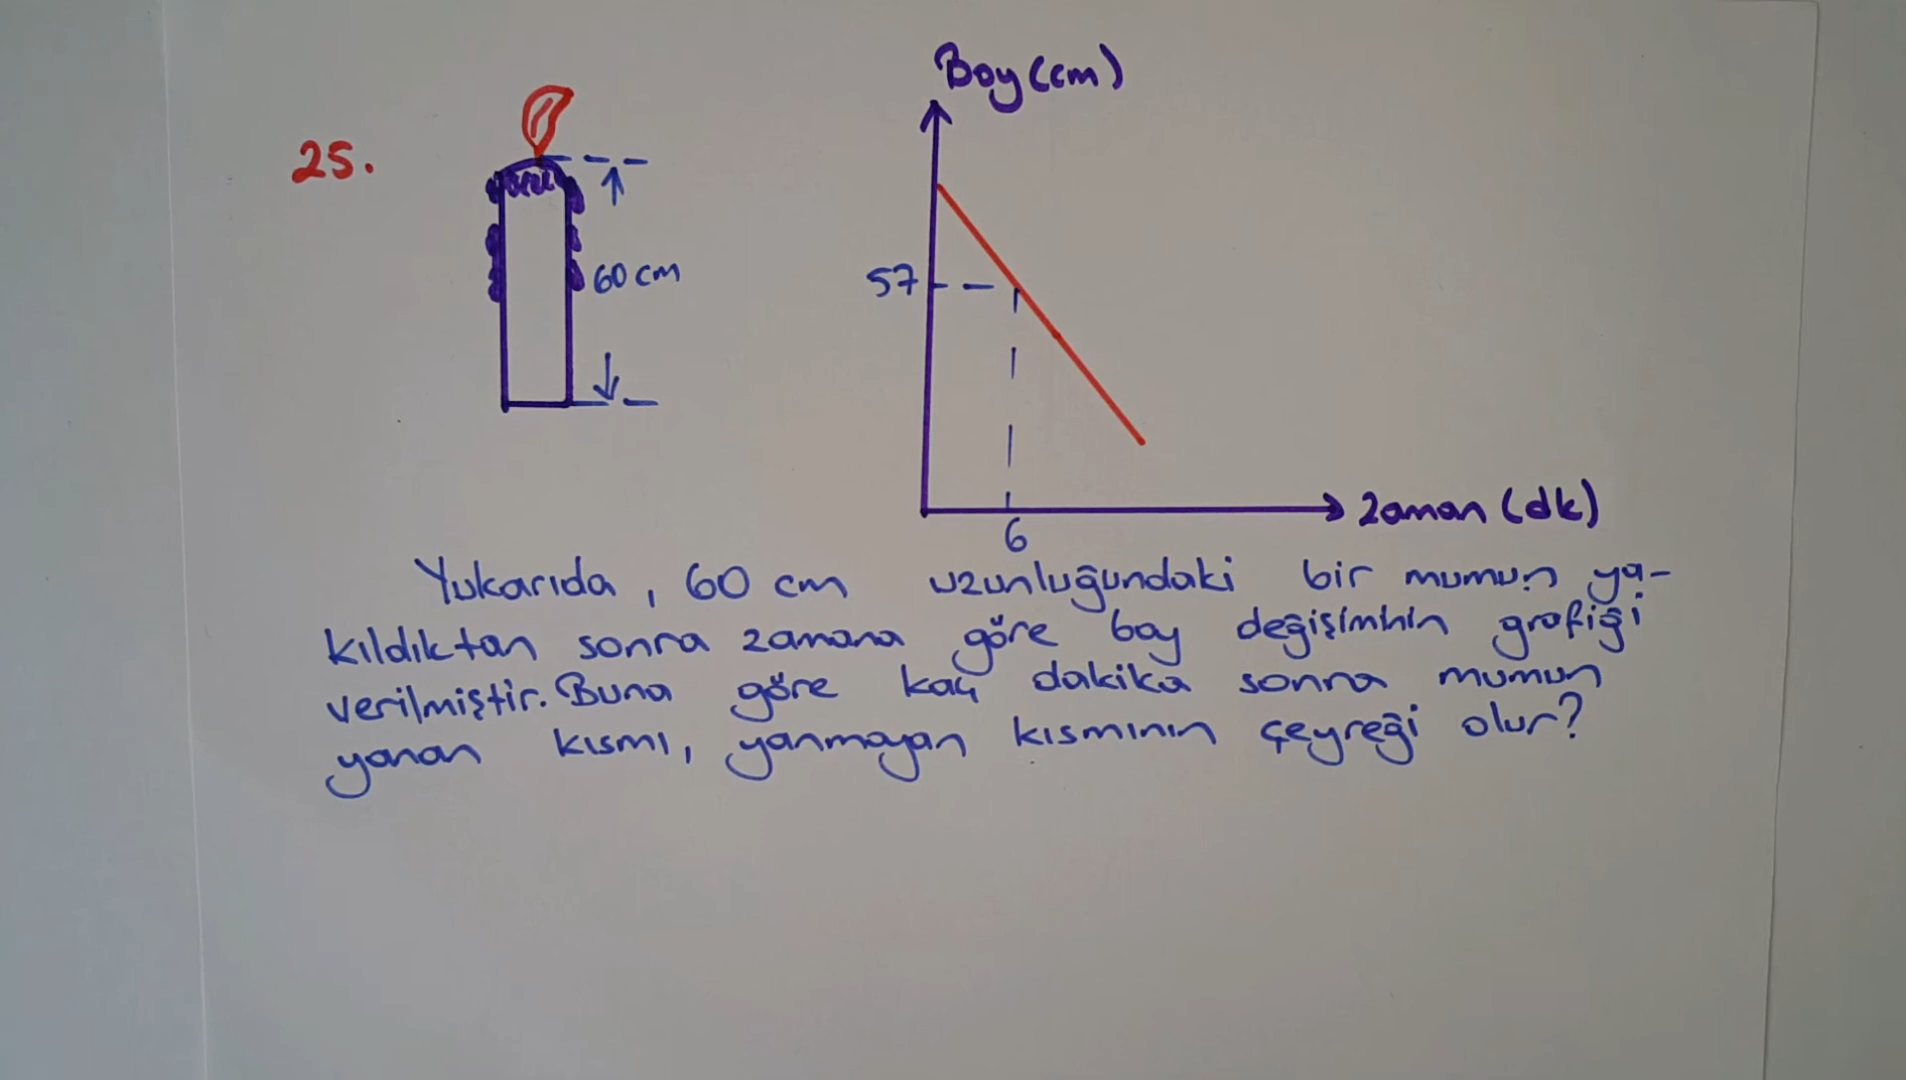 25.
60 cm
Boy (cm)
57
6
Zaman (dk)
Yukarıda, 60 cm uzunluğundaki bir mumun ya-
kıldıktan sonra zamana göre boy değişiminin grafiği
verilmiştir. Buna göre kaç dakika sonra mumun
yanan kısmı, yanmayan kısmının çeyreği olur?